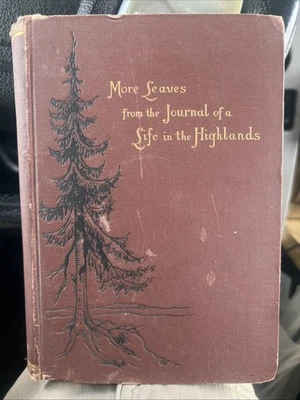 More Leaves
from the Journal of a
Life in the Highlands